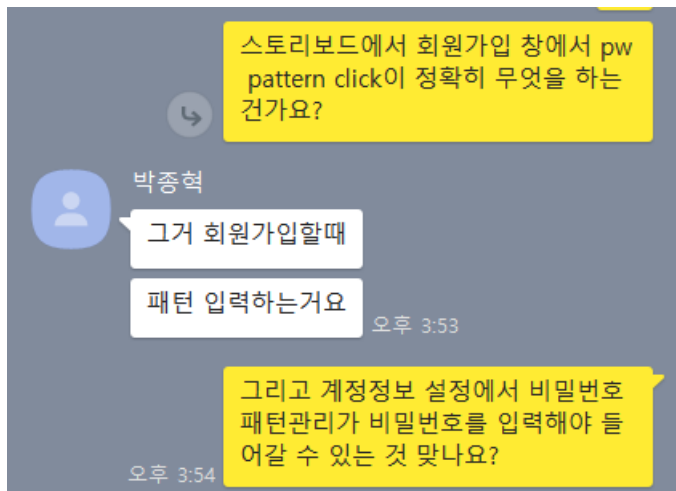 스토리보드에서 회원가입 창에서 pw
pattern click이 정확히 무엇을 하는
건가요?
박종혁
그거 회원가입할때
패턴 입력하는거요
오후 3:53
그리고 계정정보 설정에서 비밀번호
패턴관리가 비밀번호를 입력해야 들
어갈 수 있는 것 맞나요?
오후 3:54